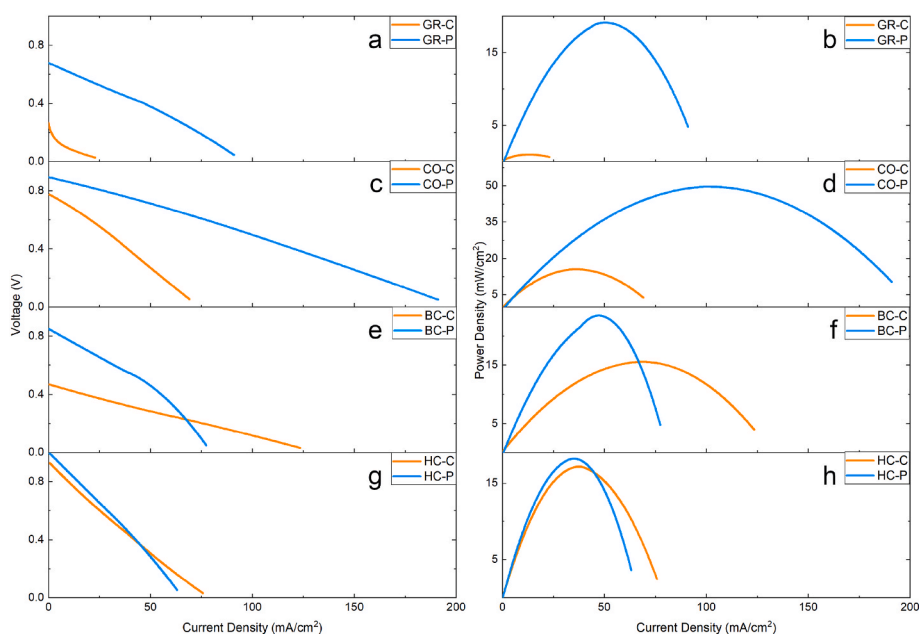 GR-C
GR-P
a
0.8
0.4
0.0
GR-C
GR-P
b
15
5
CO-C
CO-P
c
0.8
0.4
0.0
CO-C
CO-P
d
50
35
20
5
BC-C
BC-P
e
0.8
0.4
0.0
BC-C
BC-P
f
15
5
HC-C
HC-P
g
0.8
0.4
0.0
HC-C
HC-P
h
15
5
Voltage (V)
Power Density (mW/cm²)
0 50 100 150 200
0 50 100 150 200
Current Density (mA/cm²)
Current Density (mA/cm²)